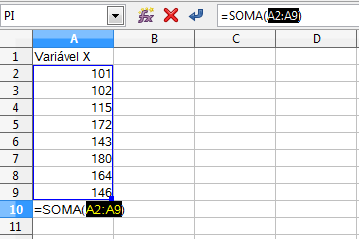 PI =SOMA(A2:A9)
A B C D
1 Variável X
2 101
3 102
4 115
5 172
6 143
7 180
8 164
9 146
10 =SOMA(A2:A9)
11